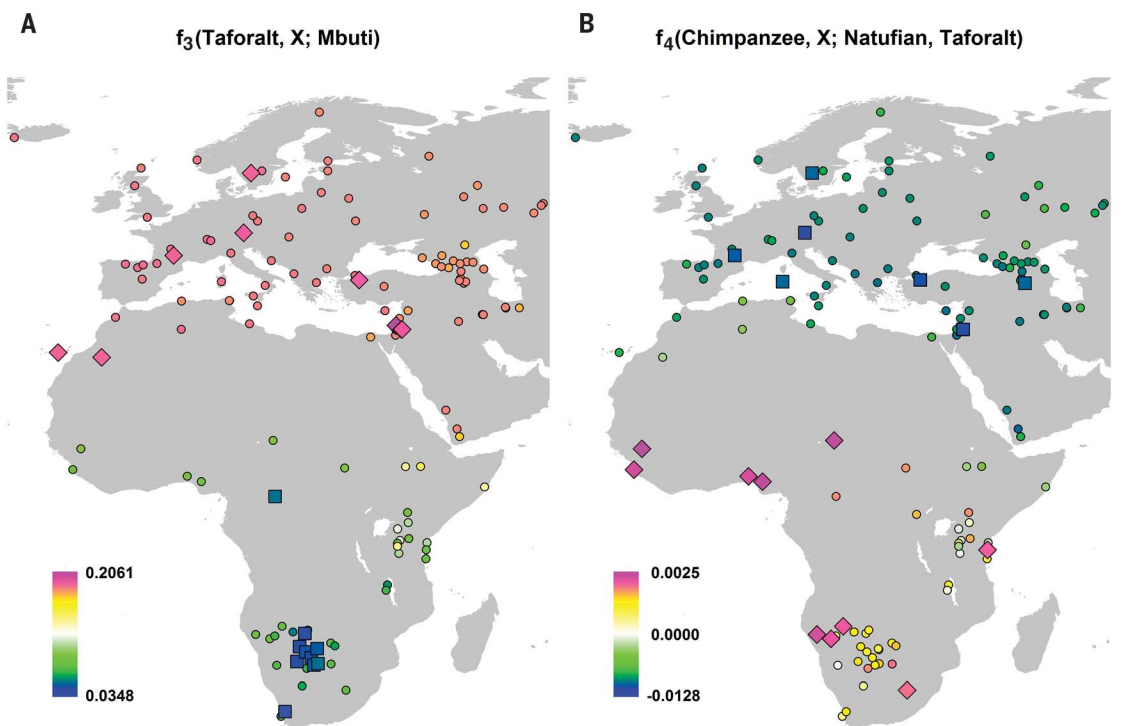 A
f3(Taforalt, X; Mbuti)
0.2061
0.0348
B
f4(Chimpanzee, X; Natufian, Taforalt)
0.0025
0.0000
-0.0128